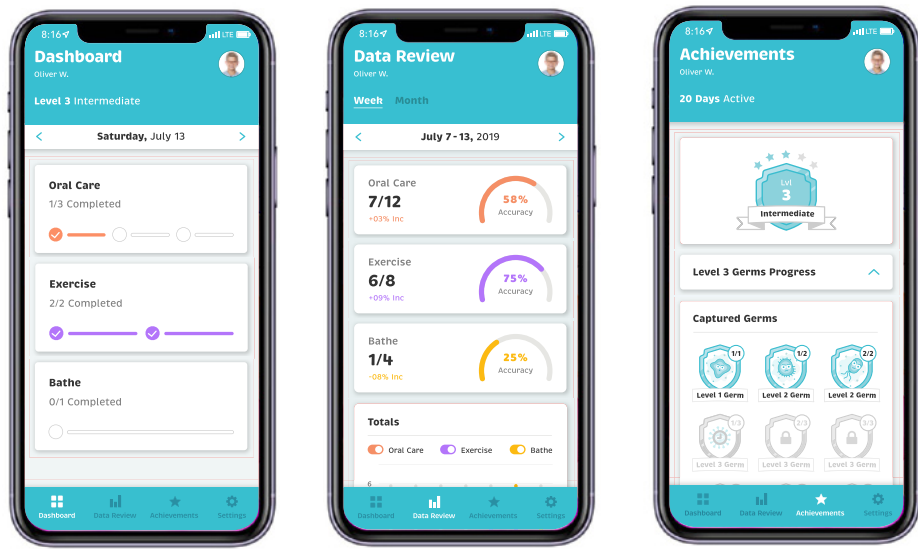 8:16
LTE
Dashboard
Oliver W.
Level 3 Intermediate
Saturday, July 13
Oral Care
1/3 Completed
Exercise
2/2 Completed
Bathe
0/1 Completed
Dashboard
Data Review
Achievements
Settings
8:16
LTE
Data Review
Oliver W.
Week
Month
July 7 - 13, 2019
Oral Care
7/12
+03% Inc
58%
Accuracy
Exercise
6/8
+09% Inc
75%
Accuracy
Bathe
1/4
-08% Inc
25%
Accuracy
Totals
Oral Care
Exercise
Bathe
6
Dashboard
Data Review
Achievements
Settings
8:16
LTE
Achievements
Oliver W.
20 Days Active
Lvl
3
Intermediate
Level 3 Germs Progress
Captured Germs
1/1
1/2
2/2
Level 1 Germ
Level 2 Germ
Level 2 Germ
1/3
2/3
3/3
Level 3 Germ
Level 3 Germ
Level 3 Germ
Dashboard
Data Review
Achievements
Settings